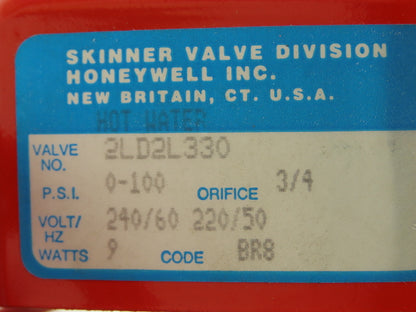 SKINNER VALVE DIVISION
HONEYWELL INC.
NEW BRITAIN, CT. U.S.A.
HOT WATER
VALVE NO. 2LD2L330
P.S.I. 0-100 ORIFICE 3/4
VOLT/HZ 240/60 220/50
WATTS 9 CODE BR8